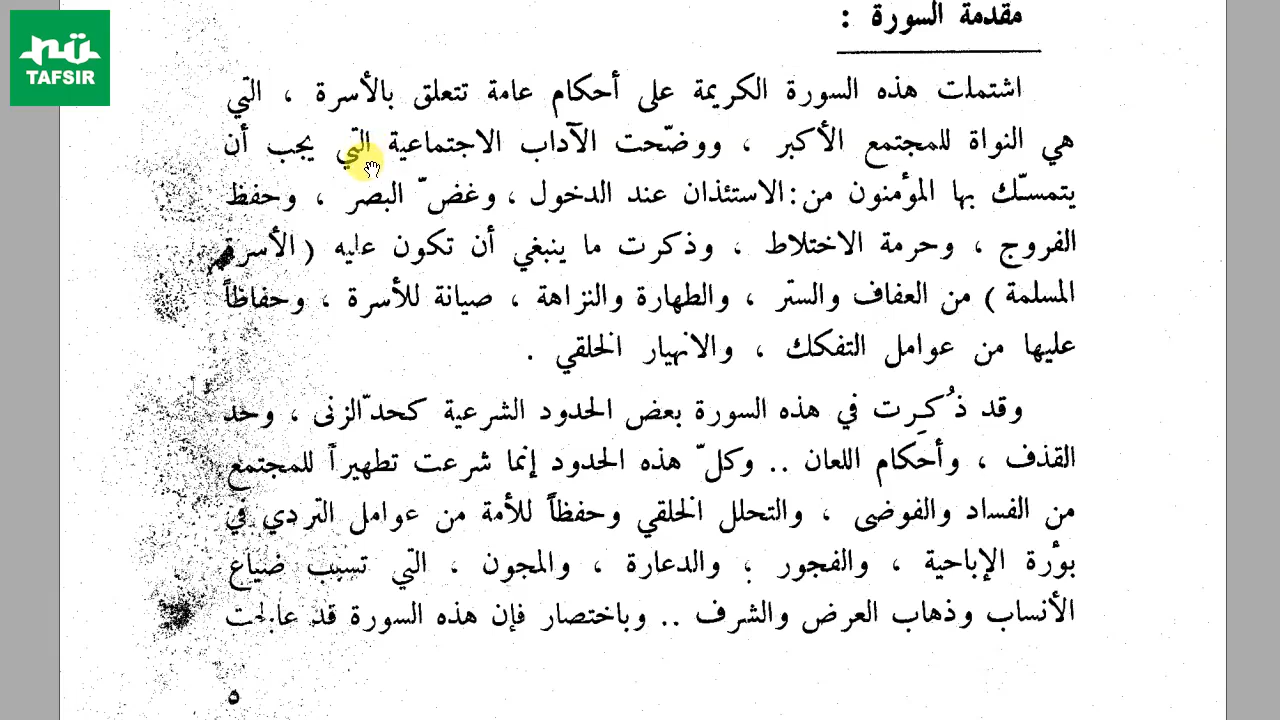 nü
TAFSIR
مقدمة السورة :
اشتملت هذه السورة الكريمة على أحكام عامة تتعلق بالأسرة ، التي
هي النواة للمجتمع الأكبر ، ووضّحت الآداب الاجتماعية التي يجب أن
يتمسّك بها المؤمنون من : الاستئذان عند الدخول ، وغضّ البصر ، وحفظ
الفروج ، وحرمة الاختلاط ، وذكرت ما ينبغي أن تكون عليه ( الأسرة
المسلمة ) من العفاف والستر ، والطهارة والنزاهة ، صيانة للأسرة ، وحفاظاً
عليها من عوامل التفكك ، والانهيار الخلقي .
وقد ذُكِرت في هذه السورة بعض الحدود الشرعية كحدّ الزنى ، وحد
القذف ، وأحكام اللعان .. وكلّ هذه الحدود إنما شرعت تطهيراً للمجتمع
من الفساد والفوضى ، والتحلل الخلقي وحفظاً للأمة من عوامل التردي في
بؤرة الإباحية ، والفجور ؛ والدعارة ، والمجون ، التي تسبب ضياع
الأنساب وذهاب العرض والشرف .. وباختصار فإن هذه السورة قد عالجت
٥